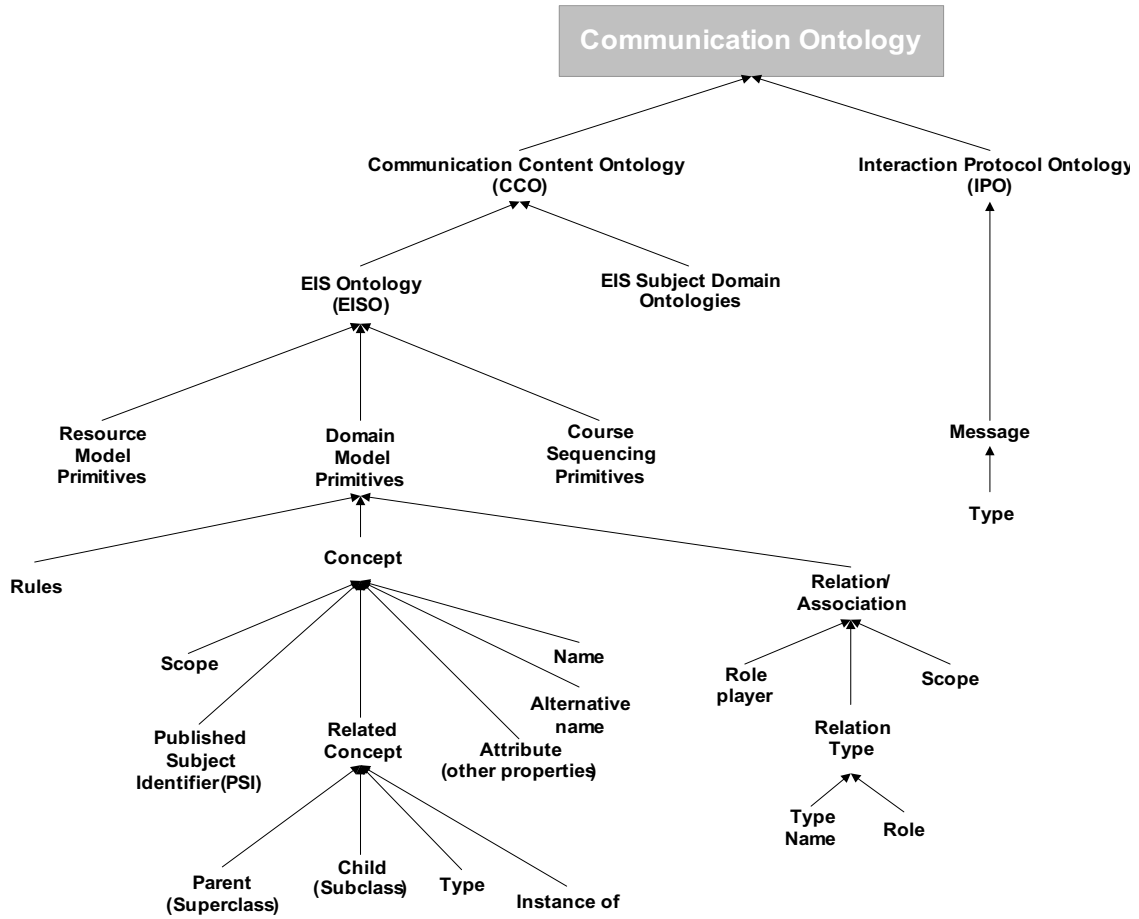 Communication Ontology
Communication Content Ontology
(CCO)
Interaction Protocol Ontology
(IPO)
EIS Ontology
(EISO)
EIS Subject Domain
Ontologies
Resource
Model
Primitives
Domain
Model
Primitives
Course
Sequencing
Primitives
Message
Type
Rules
Concept
Relation/
Association
Scope
Name
Role
player
Scope
Published
Subject
Identifier(PSI)
Related
Concept
Attribute
(other properties)
Alternative
name
Relation
Type
Type
Name
Role
Parent
(Superclass)
Child
(Subclass)
Type
Instance of